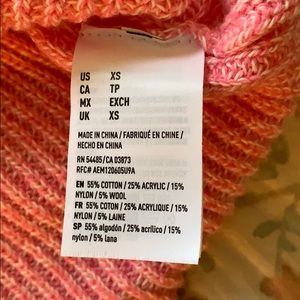 US XS
CA TP
MX EXCH
UK XS
MADE IN CHINA / FABRIQUÉ EN CHINE /
HECHO EN CHINA
RN 54485/CA 03873
RFC# AEM120605U9A
EN 55% COTTON / 25% ACRYLIC / 15%
NYLON / 5% WOOL
FR 55% COTON / 25% ACRYLIQUE / 15%
NYLON / 5% LAINE
SP 55% algodón / 25% acrílico / 15%
nylon / 5% lana